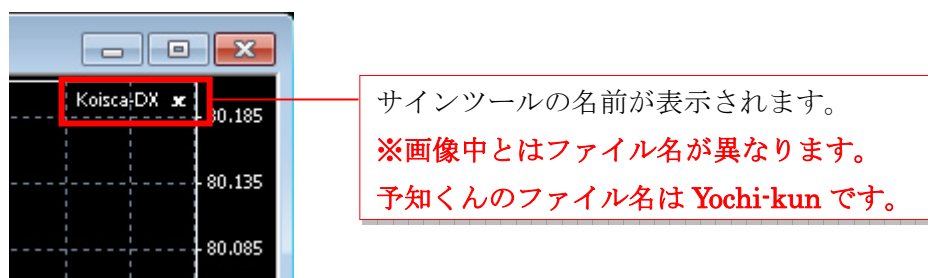 Koisca-DX
80.185
80.135
80.085
サインツールの名前が表示されます。
※画像中とはファイル名が異なります。
予知くんのファイル名は Yochi-kun です。